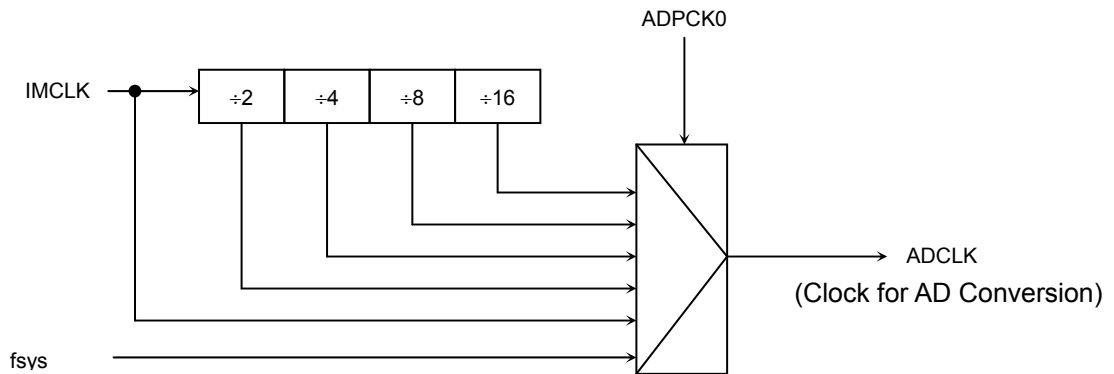 ADPCK0
IMCLK
÷2 ÷4 ÷8 ÷16
ADCLK
(Clock for AD Conversion)
fsys